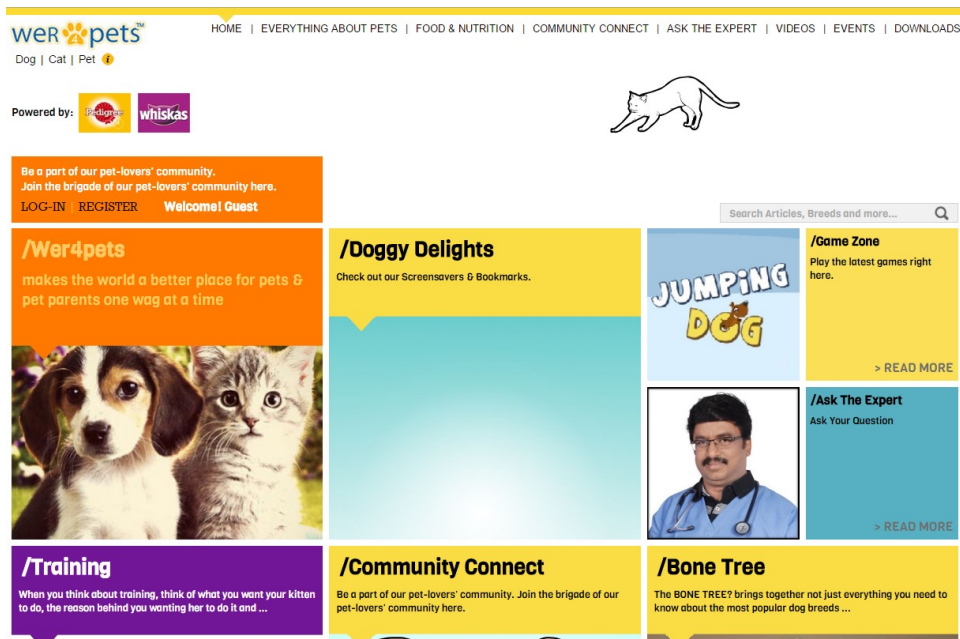 wer4pets™
HOME | EVERYTHING ABOUT PETS | FOOD & NUTRITION | COMMUNITY CONNECT | ASK THE EXPERT | VIDEOS | EVENTS | DOWNLOADS
Dog | Cat | Pet i
Powered by: Pedigree whiskas
Be a part of our pet-lovers' community.
Join the brigade of our pet-lovers' community here.
LOG-IN | REGISTER Welcome! Guest
Search Articles, Breeds and more...
/Wer4pets
makes the world a better place for pets &
pet parents one wag at a time
/Doggy Delights
Check out our Screensavers & Bookmarks.
JUMPING
DOG
/Game Zone
Play the latest games right
here.
> READ MORE
/Ask The Expert
Ask Your Question
> READ MORE
/Training
When you think about training, think of what you want your kitten
to do, the reason behind you wanting her to do it and ...
/Community Connect
Be a part of our pet-lovers' community. Join the brigade of our
pet-lovers' community here.
/Bone Tree
The BONE TREE? brings together not just everything you need to
know about the most popular dog breeds ...